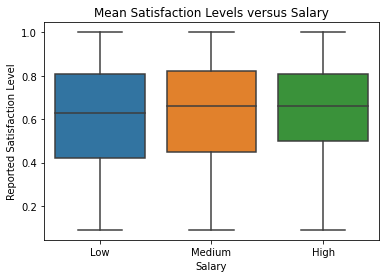 Mean Satisfaction Levels versus Salary
Reported Satisfaction Level
1.0
0.8
0.6
0.4
0.2
Low Medium High
Salary